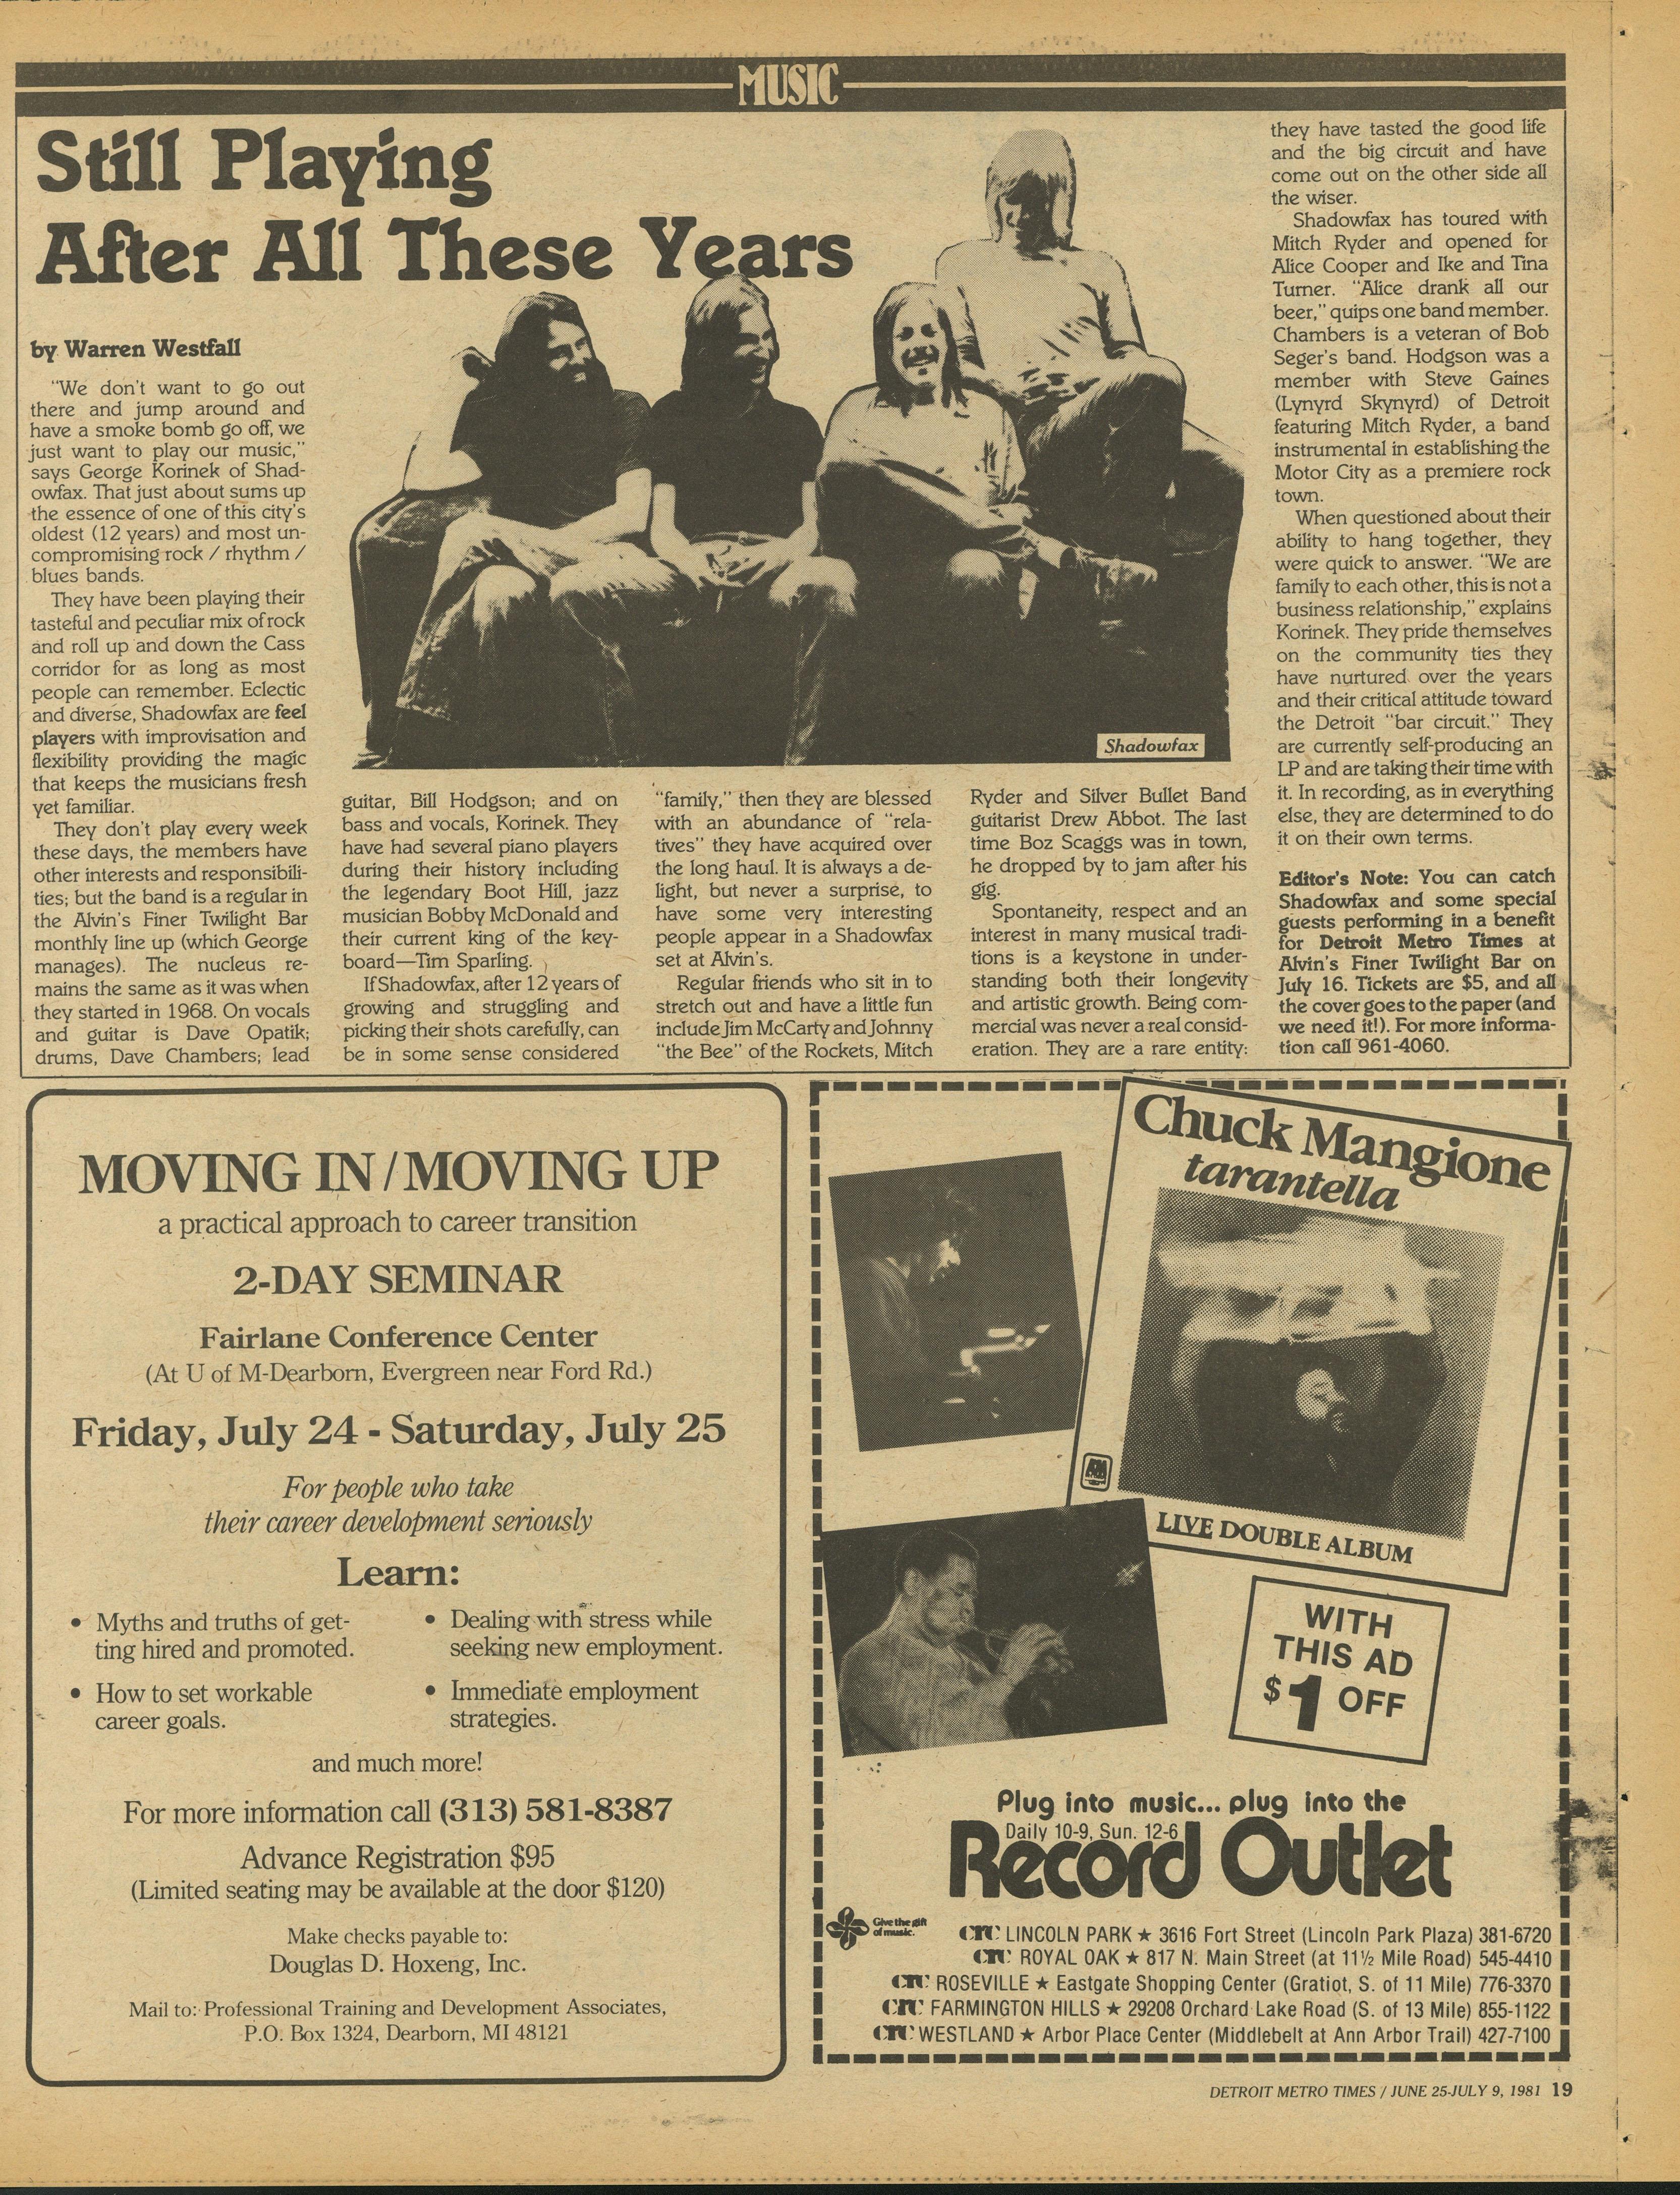 MUSIC
Still Playing
After All These Years
by Warren Westfall
"We don't want to go out
there and jump around and
have a smoke bomb go off, we
just want to play our music,"
says George Korinek of Shad-
owfax. That just about sums up
the essence of one of this city's
oldest (12 years) and most un-
compromising rock / rhythm /
blues bands.
They have been playing their
tasteful and peculiar mix of rock
and roll up and down the Cass
corridor for as long as most
people can remember. Eclectic
and diverse, Shadowfax are feel
players with improvisation and
flexibility providing the magic
that keeps the musicians fresh
yet familiar.
They don't play every week
these days, the members have
other interests and responsibili-
ties; but the band is a regular in
the Alvin's Finer Twilight Bar
monthly line up (which George
manages). The nucleus re-
mains the same as it was when
they started in 1968. On vocals
and guitar is Dave Opatik;
drums, Dave Chambers; lead
Shadowfax
guitar, Bill Hodgson; and on
bass and vocals, Korinek. They
have had several piano players
during their history including
the legendary Boot Hill, jazz
musician Bobby McDonald and
their current king of the key-
board—Tim Sparling.
If Shadowfax, after 12 years of
growing and struggling and
picking their shots carefully, can
be in some sense considered
"family," then they are blessed
with an abundance of "rela-
tives" they have acquired over
the long haul. It is always a de-
light, but never a surprise, to
have some very interesting
people appear in a Shadowfax
set at Alvin's.
Regular friends who sit in to
stretch out and have a little fun
include Jim McCarty and Johnny
"the Bee" of the Rockets, Mitch
Ryder and Silver Bullet Band
guitarist Drew Abbot. The last
time Boz Scaggs was in town,
he dropped by to jam after his
gig.
Spontaneity, respect and an
interest in many musical tradi-
tions is a keystone in under-
standing both their longevity
and artistic growth. Being com-
mercial was never a real consid-
eration. They are a rare entity:
they have tasted the good life
and the big circuit and have
come out on the other side all
the wiser.
Shadowfax has toured with
Mitch Ryder and opened for
Alice Cooper and Ike and Tina
Turner. "Alice drank all our
beer," quips one band member.
Chambers is a veteran of Bob
Seger's band. Hodgson was a
member with Steve Gaines
(Lynyrd Skynyrd) of Detroit
featuring Mitch Ryder, a band
instrumental in establishing the
Motor City as a premiere rock
town.
When questioned about their
ability to hang together, they
were quick to answer. "We are
family to each other, this is not a
business relationship," explains
Korinek. They pride themselves
on the community ties they
have nurtured over the years
and their critical attitude toward
the Detroit "bar circuit." They
are currently self-producing an
LP and are taking their time with
it. In recording, as in everything
else, they are determined to do
it on their own terms.
Editor's Note: You can catch
Shadowfax and some special
guests performing in a benefit
for Detroit Metro Times at
Alvin's Finer Twilight Bar on
July 16. Tickets are $5, and all
the cover goes to the paper (and
we need it!). For more informa-
tion call 961-4060.
MOVING IN/MOVING UP
a practical approach to career transition
2-DAY SEMINAR
Fairlane Conference Center
(At U of M-Dearborn, Evergreen near Ford Rd.)
Friday, July 24 - Saturday, July 25
For people who take
their career development seriously
Learn:
• Myths and truths of get-
ting hired and promoted.
• How to set workable
career goals.
• Dealing with stress while
seeking new employment.
• Immediate employment
strategies.
and much more!
For more information call (313) 581-8387
Advance Registration $95
(Limited seating may be available at the door $120)
Make checks payable to:
Douglas D. Hoxeng, Inc.
Mail to: Professional Training and Development Associates,
P.O. Box 1324, Dearborn, MI 48121
Chuck Mangione
tarantella
A&M
LIVE DOUBLE ALBUM
WITH
THIS AD
$1 OFF
Plug into music... plug into the
Daily 10-9, Sun. 12-6
Record Outlet
Give the gift
of music.
crc LINCOLN PARK ★ 3616 Fort Street (Lincoln Park Plaza) 381-6720
crc ROYAL OAK ★ 817 N. Main Street (at 11½ Mile Road) 545-4410
crc ROSEVILLE ★ Eastgate Shopping Center (Gratiot, S. of 11 Mile) 776-3370
crc FARMINGTON HILLS ★ 29208 Orchard Lake Road (S. of 13 Mile) 855-1122
crc WESTLAND ★ Arbor Place Center (Middlebelt at Ann Arbor Trail) 427-7100
DETROIT METRO TIMES / JUNE 25-JULY 9, 1981 19